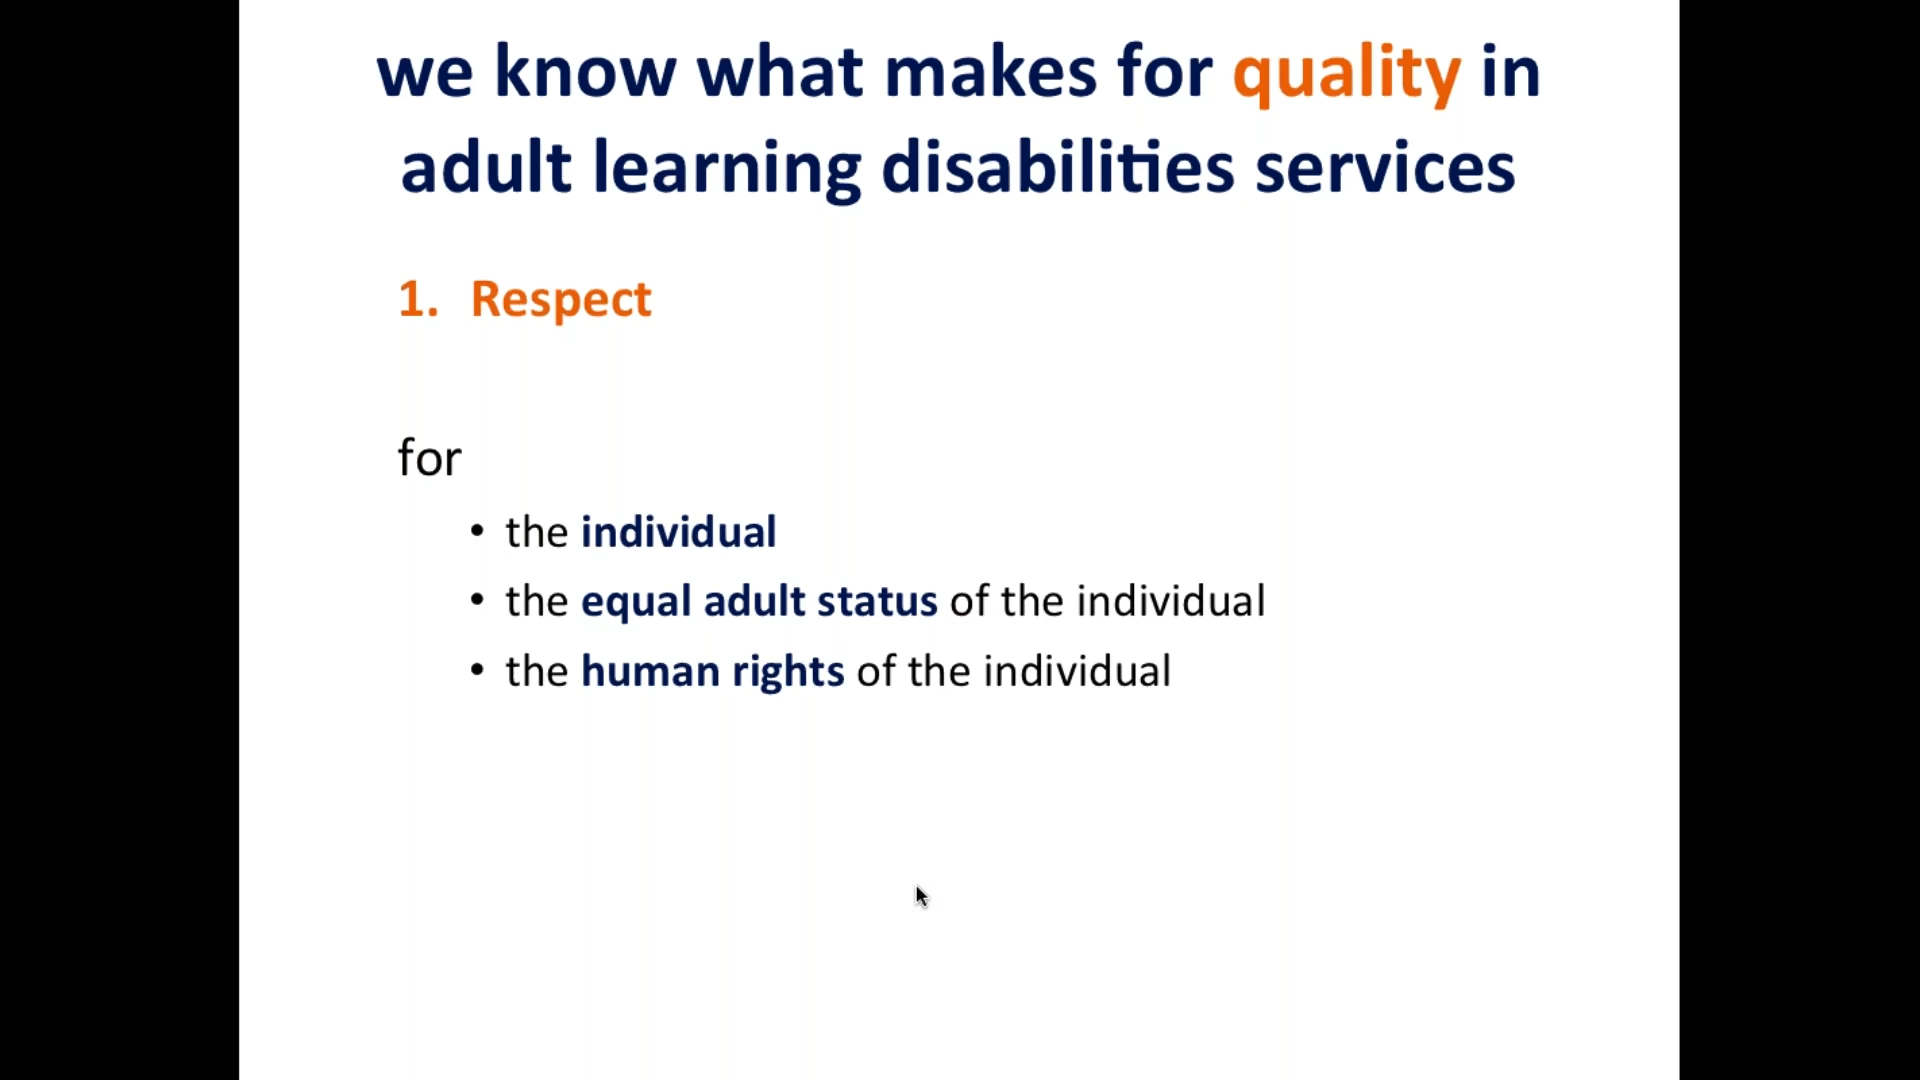 we know what makes for quality in
adult learning disabilities services
1. Respect
for
• the individual
• the equal adult status of the individual
• the human rights of the individual